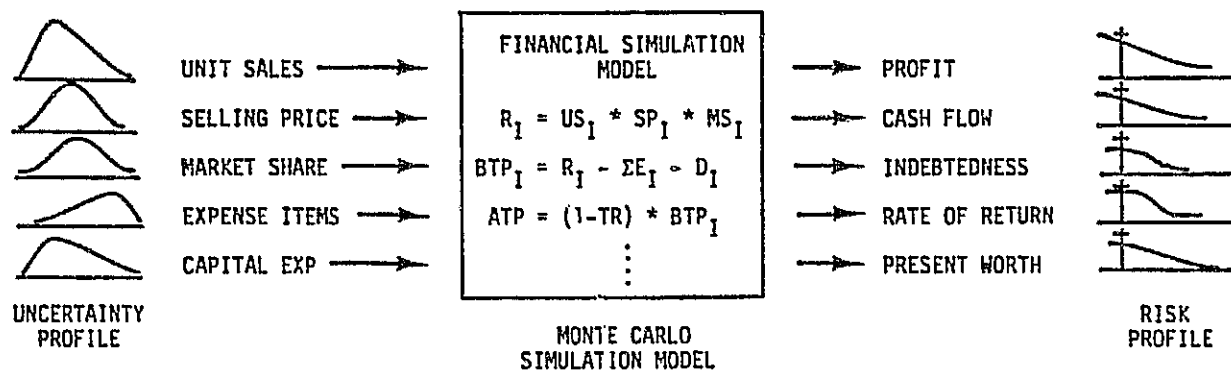 FINANCIAL SIMULATION
MODEL
UNIT SALES
SELLING PRICE
MARKET SHARE
EXPENSE ITEMS
CAPITAL EXP
R_I = US_I * SP_I * MS_I
BTP_I = R_I - ΣE_I - D_I
ATP = (1-TR) * BTP_I
PROFIT
CASH FLOW
INDEBTEDNESS
RATE OF RETURN
PRESENT WORTH
UNCERTAINTY
PROFILE
MONTE CARLO
SIMULATION MODEL
RISK
PROFILE